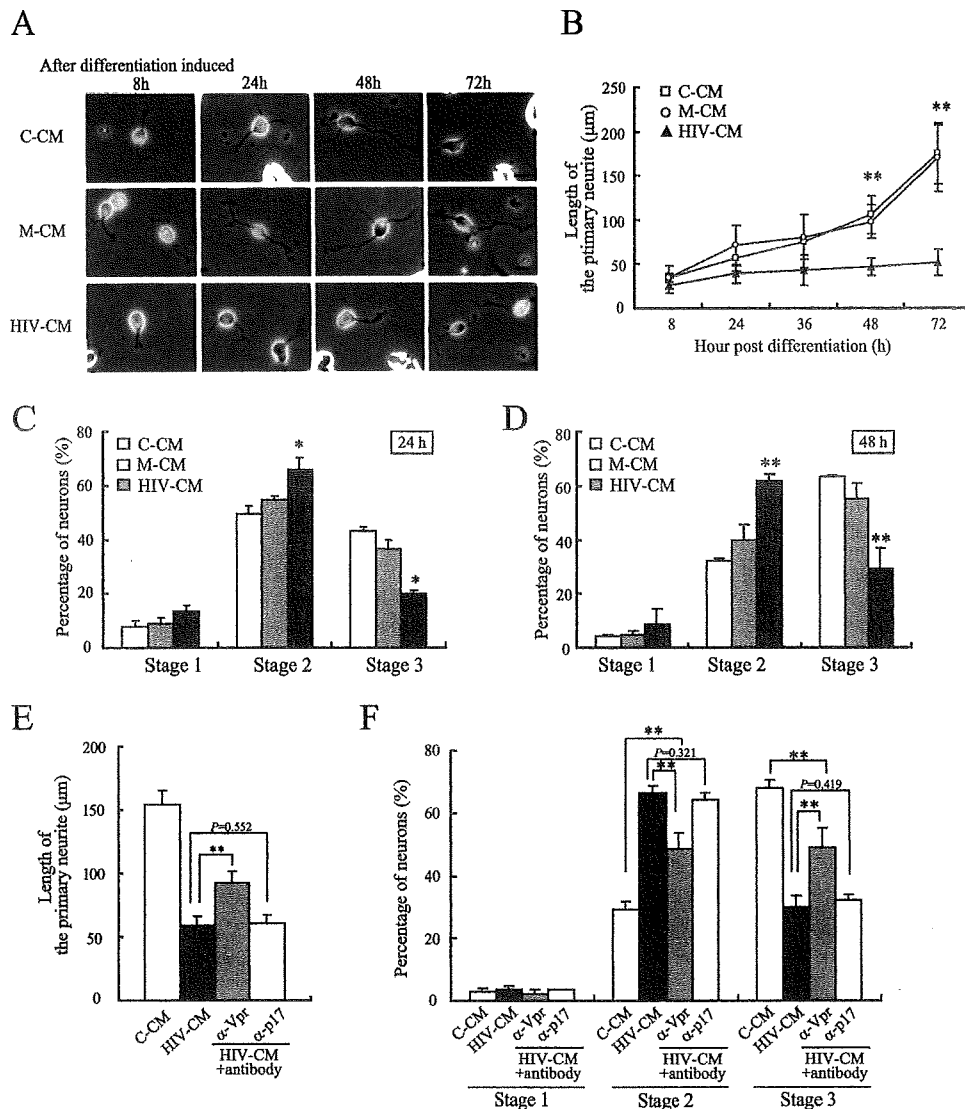 A
After differentiation induced
8h 24h 48h 72h
C-CM
M-CM
HIV-CM
B
Length of
the ptimary neurite (μm)
250
200
150
100
50
0
C-CM
M-CM
HIV-CM
**
**
8 24 36 48 72
Hour post differentiation (h)
C
Percentage of neurons (%)
80
60
40
20
0
C-CM
M-CM
HIV-CM
24 h
*
*
Stage 1 Stage 2 Stage 3
D
Percentage of neurons (%)
80
60
40
20
0
C-CM
M-CM
HIV-CM
48 h
**
**
Stage 1 Stage 2 Stage 3
E
Length of
the primary neurite (μm)
200
150
100
50
0
P=0.552
**
C-CM HIV-CM α-Vpr α-p17
HIV-CM
+antibody
F
Percentage of neurons (%)
80
60
40
20
0
**
P=0.321
**
**
P=0.419
**
C-CM HIV-CM α-Vpr α-p17 C-CM HIV-CM α-Vpr α-p17 C-CM HIV-CM α-Vpr α-p17
HIV-CM HIV-CM HIV-CM
+antibody +antibody +antibody
Stage 1 Stage 2 Stage 3